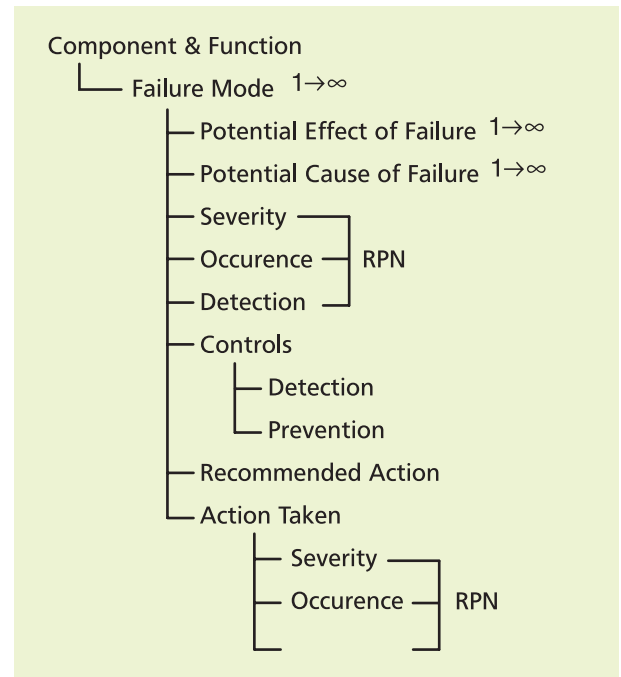 Component & Function
Failure Mode 1→∞
Potential Effect of Failure 1→∞
Potential Cause of Failure 1→∞
Severity
Occurence RPN
Detection
Controls
Detection
Prevention
Recommended Action
Action Taken
Severity
Occurence RPN